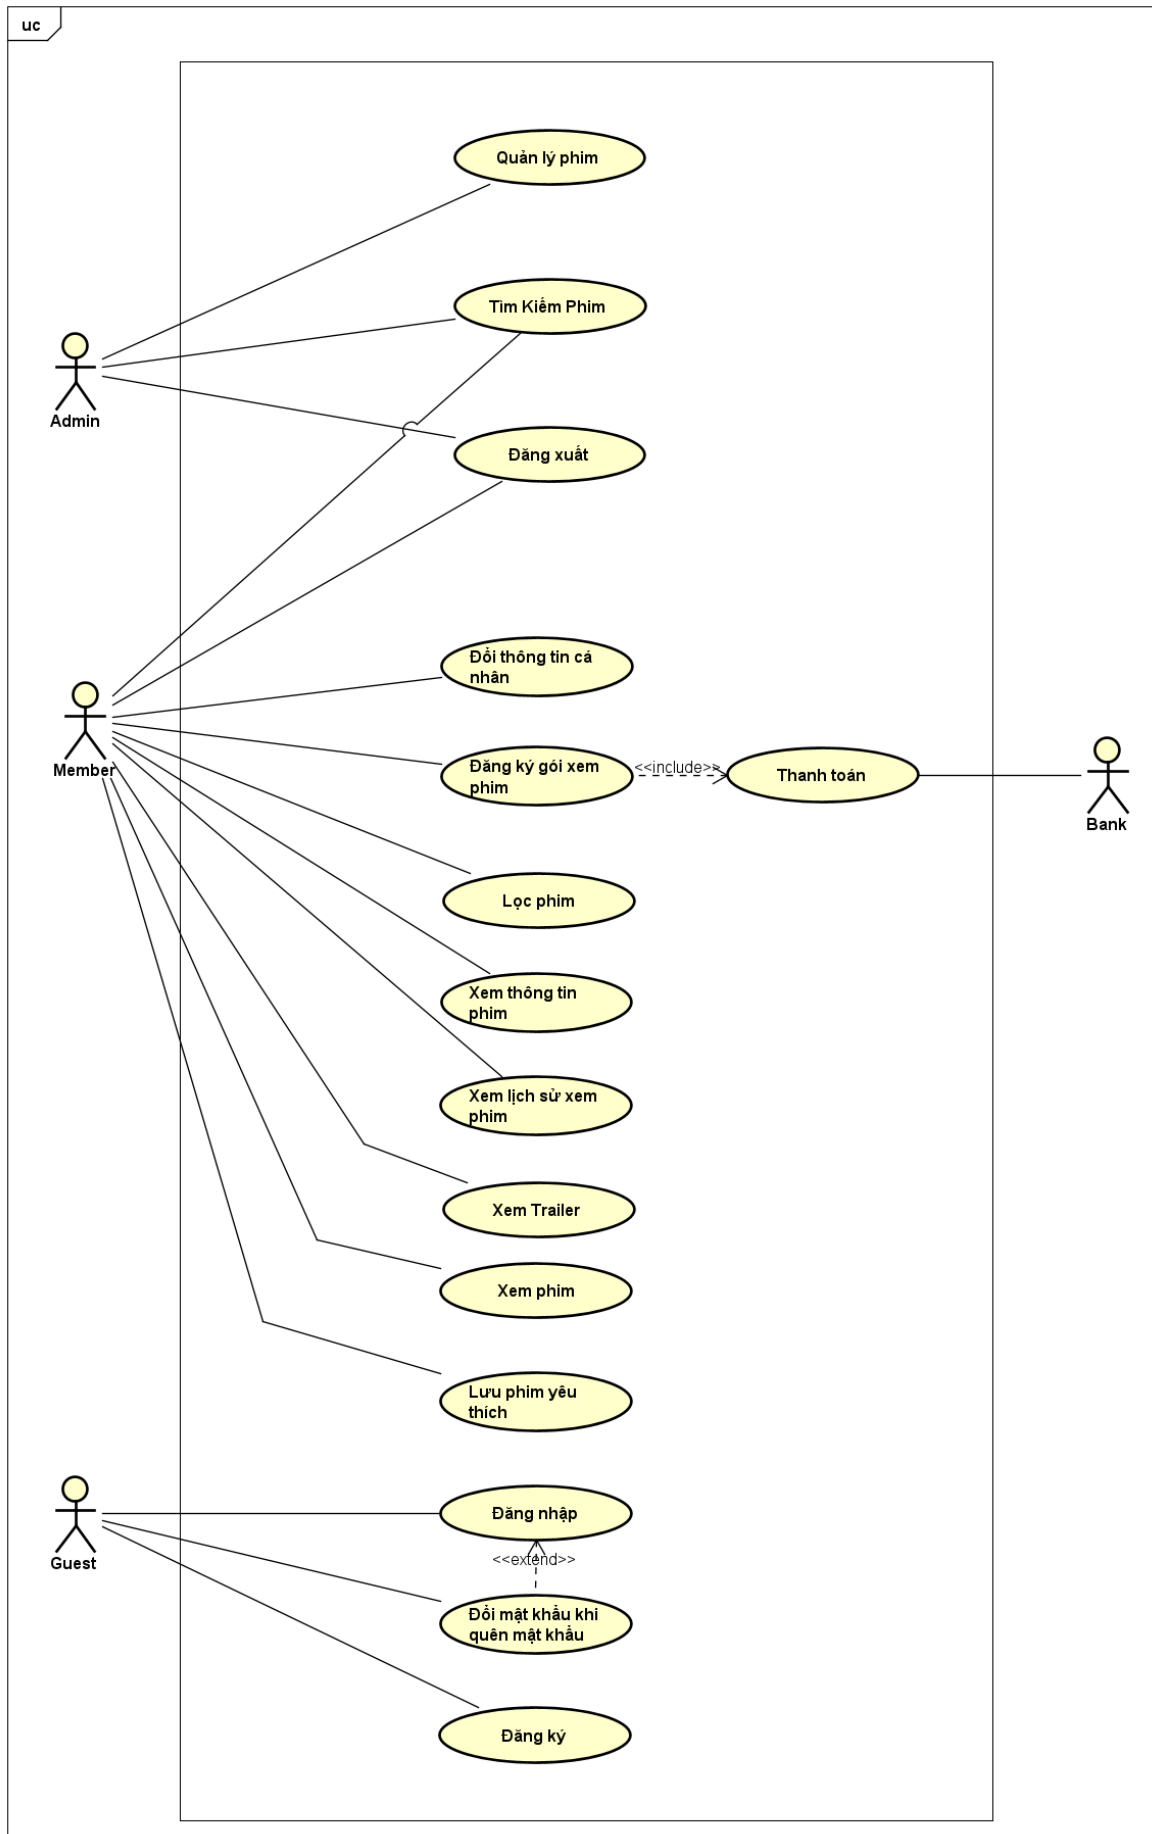 uc
Quản lý phim
Tìm Kiếm Phim
Admin
Đăng xuất
Đổi thông tin cá
nhân
Member
Đăng ký gói xem
phim
<<include>>
Thanh toán
Bank
Lọc phim
Xem thông tin
phim
Xem lịch sử xem
phim
Xem Trailer
Xem phim
Lưu phim yêu
thích
Đăng nhập
Guest
<<extend>>
Đổi mật khẩu khi
quên mật khẩu
Đăng ký